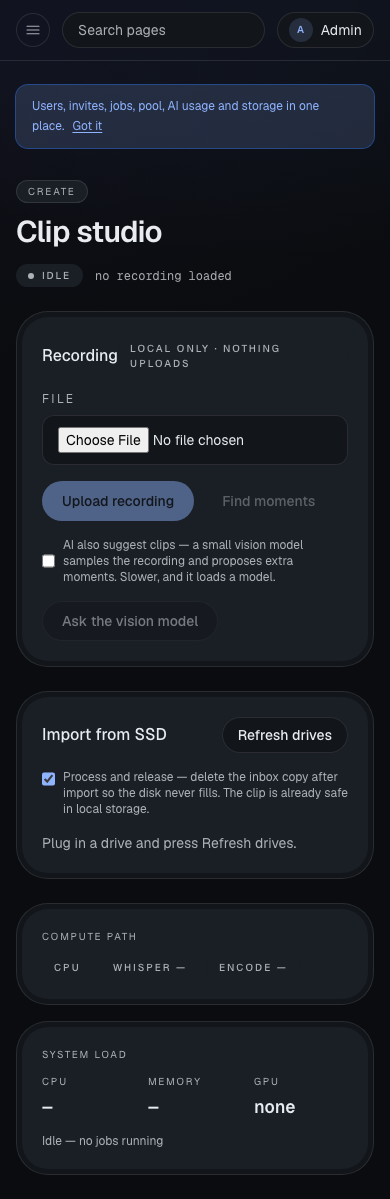 Search pages
A
Admin
Users, invites, jobs, pool, AI usage and storage in one
place. Got it
CREATE
Clip studio
IDLE
no recording loaded
Recording
LOCAL ONLY · NOTHING
UPLOADS
FILE
Choose File No file chosen
Upload recording
Find moments
AI also suggest clips — a small vision model
samples the recording and proposes extra
moments. Slower, and it loads a model.
Ask the vision model
Import from SSD
Refresh drives
Process and release — delete the inbox copy after
import so the disk never fills. The clip is already safe
in local storage.
Plug in a drive and press Refresh drives.
COMPUTE PATH
CPU WHISPER — ENCODE —
SYSTEM LOAD
CPU MEMORY GPU
– – none
Idle — no jobs running